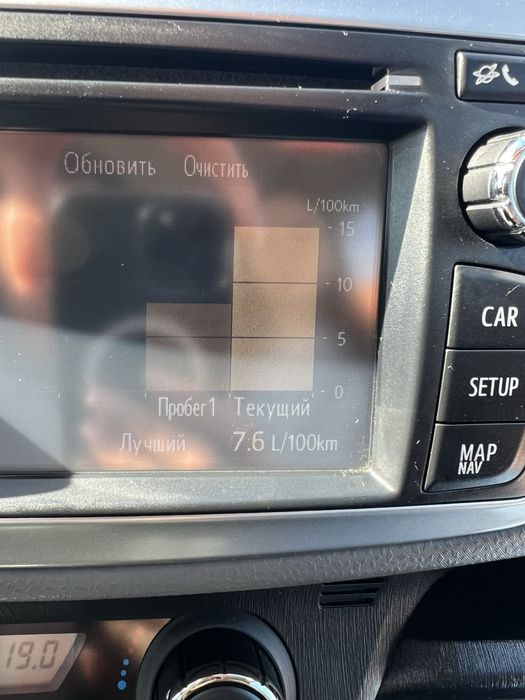 Обновить Очистить
L/100km
15
10
5
0
Пробег1 Текущий
Лучший 7.6 L/100km
CAR
SETUP
MAP
NAV
19.0